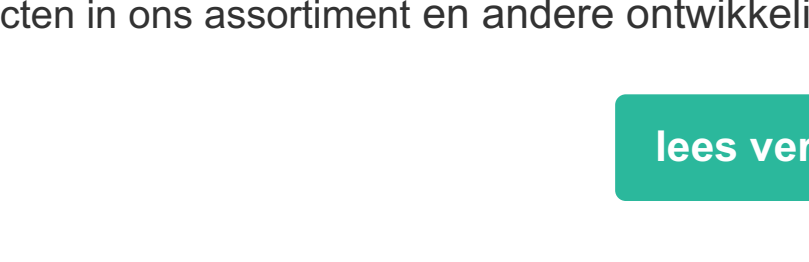 cten in ons assortiment en andere ontwikkeli
lees ver